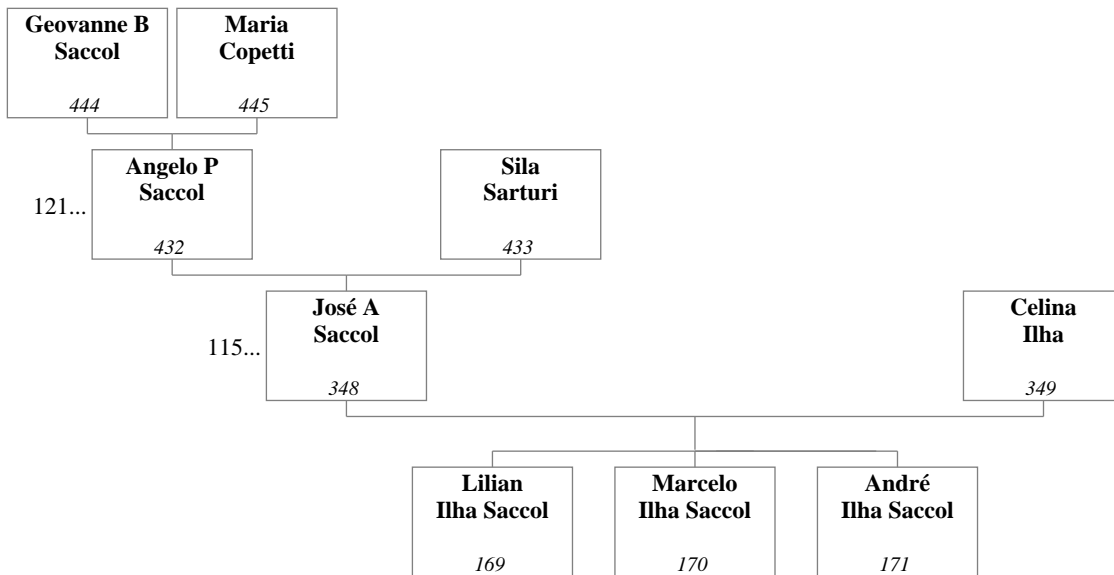 Geovanne B
Saccol
444
Maria
Copetti
445
121...
Angelo P
Saccol
432
Sila
Sarturi
433
115...
José A
Saccol
348
Celina
Ilha
349
Lilian
Ilha Saccol
169
Marcelo
Ilha Saccol
170
André
Ilha Saccol
171